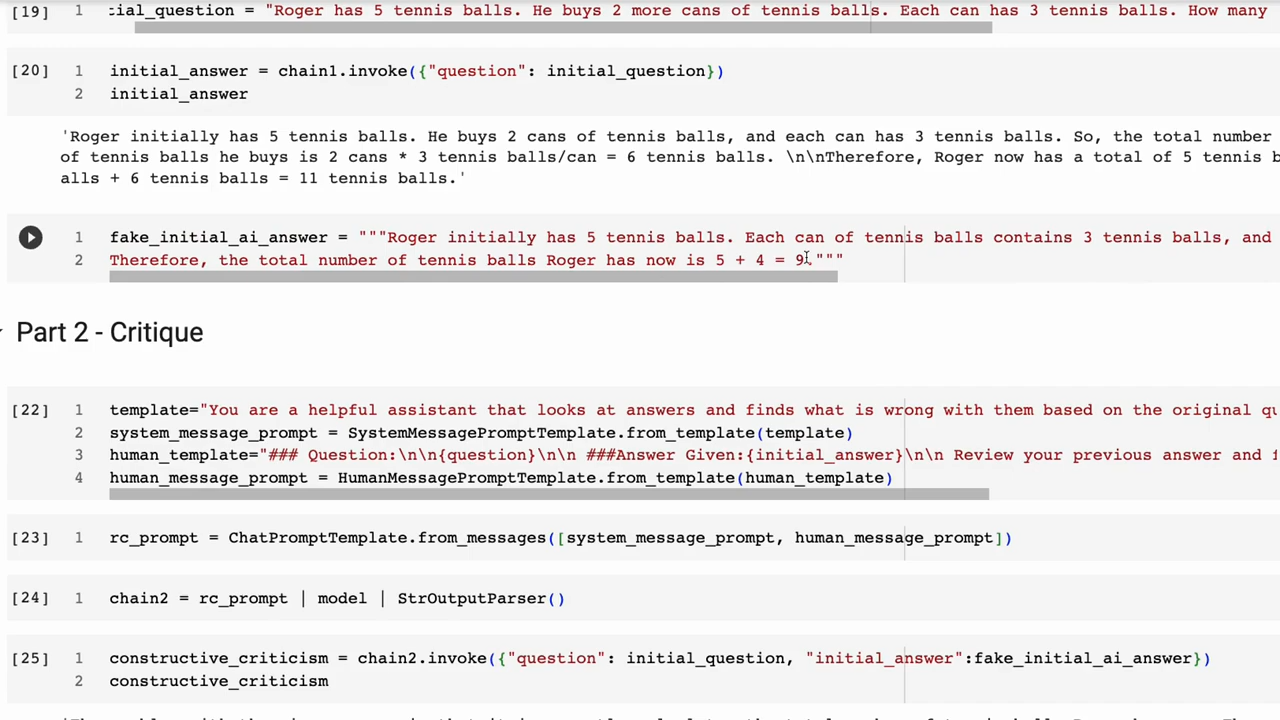 [19] 1 cial_question = "Roger has 5 tennis balls. He buys 2 more cans of tennis balls. Each can has 3 tennis balls. How many
[20] 1 initial_answer = chain1.invoke({"question": initial_question})
2 initial_answer
'Roger initially has 5 tennis balls. He buys 2 cans of tennis balls, and each can has 3 tennis balls. So, the total number
of tennis balls he buys is 2 cans * 3 tennis balls/can = 6 tennis balls. \n\nTherefore, Roger now has a total of 5 tennis b
alls + 6 tennis balls = 11 tennis balls.'
1 fake_initial_ai_answer = """Roger initially has 5 tennis balls. Each can of tennis balls contains 3 tennis balls, and
2 Therefore, the total number of tennis balls Roger has now is 5 + 4 = 9."""
Part 2 - Critique
[22] 1 template="You are a helpful assistant that looks at answers and finds what is wrong with them based on the original qu
2 system_message_prompt = SystemMessagePromptTemplate.from_template(template)
3 human_template="### Question:\n\n{question}\n\n ###Answer Given:{initial_answer}\n\n Review your previous answer and f
4 human_message_prompt = HumanMessagePromptTemplate.from_template(human_template)
[23] 1 rc_prompt = ChatPromptTemplate.from_messages([system_message_prompt, human_message_prompt])
[24] 1 chain2 = rc_prompt | model | StrOutputParser()
[25] 1 constructive_criticism = chain2.invoke({"question": initial_question, "initial_answer":fake_initial_ai_answer})
2 constructive_criticism